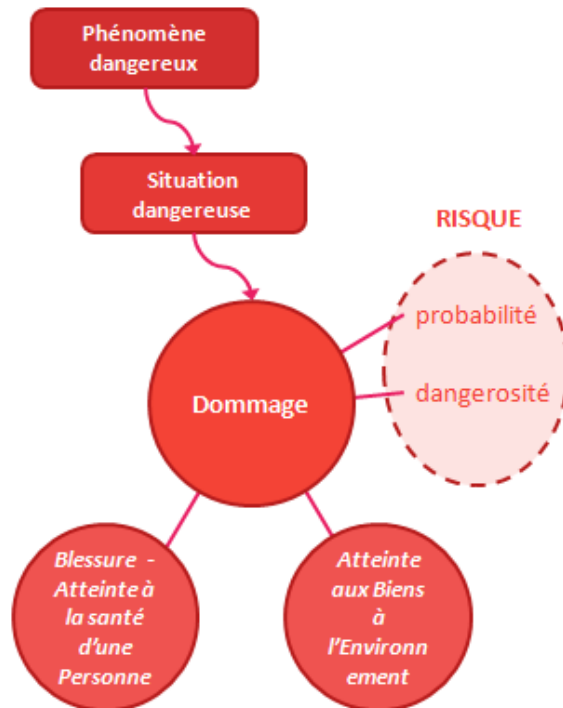 Phénomène
dangereux
Situation
dangereuse
RISQUE
probabilité
dangerosité
Dommage
Blessure -
Atteinte à
la santé
d'une
Personne
Atteinte
aux Biens
à
l'Environn
ement